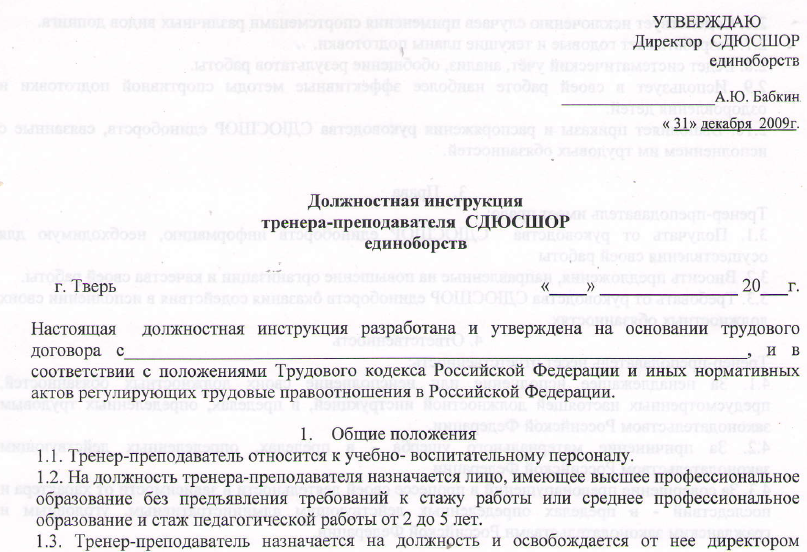 УТВЕРЖДАЮ
Директор СДЮСШОР
единоборств
____________________А.Ю. Бабкин
« 31» декабря 2009г.
Должностная инструкция
тренера-преподавателя СДЮСШОР
единоборств
г. Тверь «____»__________________20___г.
Настоящая должностная инструкция разработана и утверждена на основании трудового
договора с______________________________________________________, и в
соответствии с положениями Трудового кодекса Российской Федерации и иных нормативных
актов регулирующих трудовые правоотношения в Российской Федерации.
1. Общие положения
1.1. Тренер-преподаватель относится к учебно- воспитательному персоналу.
1.2. На должность тренера-преподавателя назначается лицо, имеющее высшее профессиональное
образование без предъявления требований к стажу работы или среднее профессиональное
образование и стаж педагогической работы от 2 до 5 лет.
1.3. Тренер-преподаватель назначается на должность и освобождается от нее директором